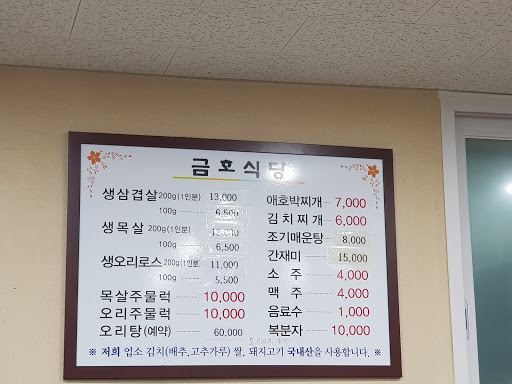 금호식당
생삼겹살 200g(1인분) 13,000
100g 6,500
생목살 200g(1인분) 13,000
100g 6,500
생오리로스 200g(1인분) 11,000
100g 5,500
목살주물럭 10,000
오리주물럭 10,000
오리탕(예약) 60,000
애호박찌개 7,000
김치찌개 6,000
조기매운탕 8,000
간재미 15,000
소주 4,000
맥주 4,000
음료수 1,000
복분자 10,000
※ 저희 업소 김치(배추,고추가루) 쌀, 돼지고기 국내산을 사용합니다. ※